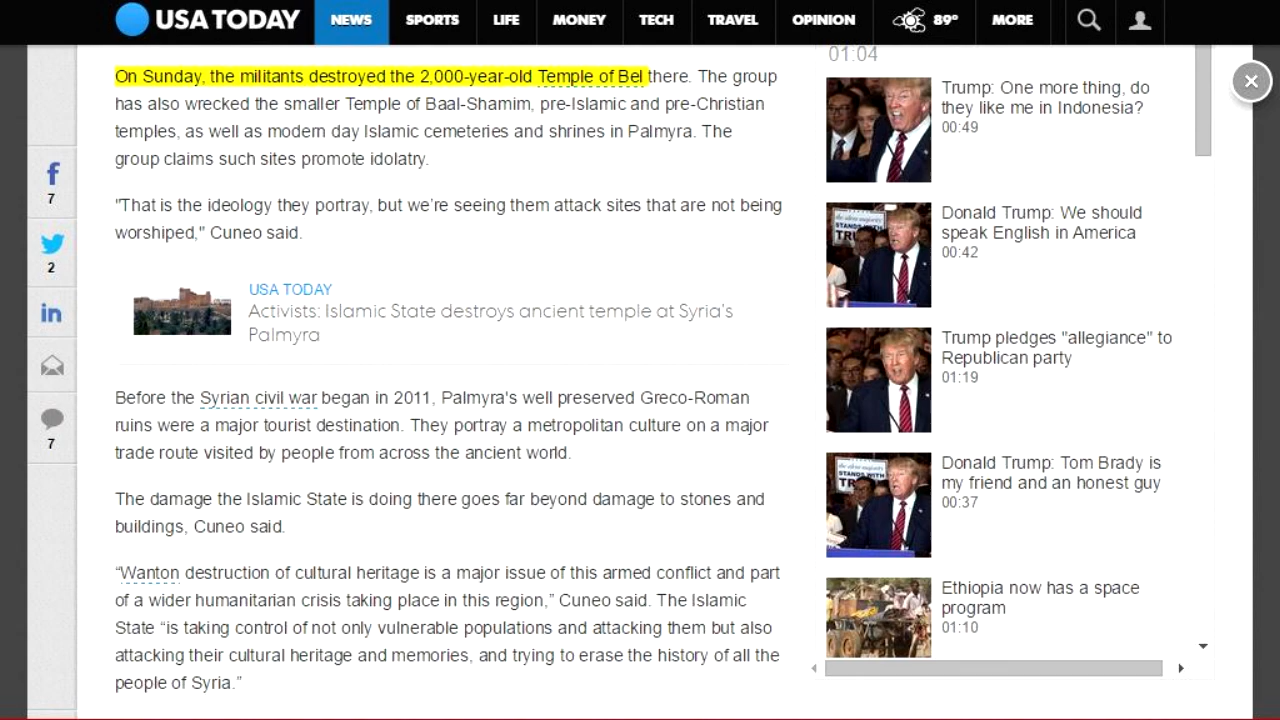 USA TODAY NEWS SPORTS LIFE MONEY TECH TRAVEL OPINION 89° MORE
On Sunday, the militants destroyed the 2,000-year-old Temple of Bel there. The group
has also wrecked the smaller Temple of Baal-Shamim, pre-Islamic and pre-Christian
temples, as well as modern day Islamic cemeteries and shrines in Palmyra. The
group claims such sites promote idolatry.
"That is the ideology they portray, but we're seeing them attack sites that are not being
worshiped," Cuneo said.
USA TODAY
Activists: Islamic State destroys ancient temple at Syria's
Palmyra
Before the Syrian civil war began in 2011, Palmyra's well preserved Greco-Roman
ruins were a major tourist destination. They portray a metropolitan culture on a major
trade route visited by people from across the ancient world.
The damage the Islamic State is doing there goes far beyond damage to stones and
buildings, Cuneo said.
“Wanton destruction of cultural heritage is a major issue of this armed conflict and part
of a wider humanitarian crisis taking place in this region,” Cuneo said. The Islamic
State “is taking control of not only vulnerable populations and attacking them but also
attacking their cultural heritage and memories, and trying to erase the history of all the
people of Syria.”
f
7
2
in
7
01:04
Trump: One more thing, do
they like me in Indonesia?
00:49
Donald Trump: We should
speak English in America
00:42
STANDS WITH
TRU
Trump pledges "allegiance" to
Republican party
01:19
Donald Trump: Tom Brady is
my friend and an honest guy
00:37
STANDS WITH
TR
Ethiopia now has a space
program
01:10